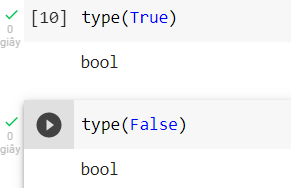 [10] type(True)
0
giây
bool
type(False)
0
giây
bool